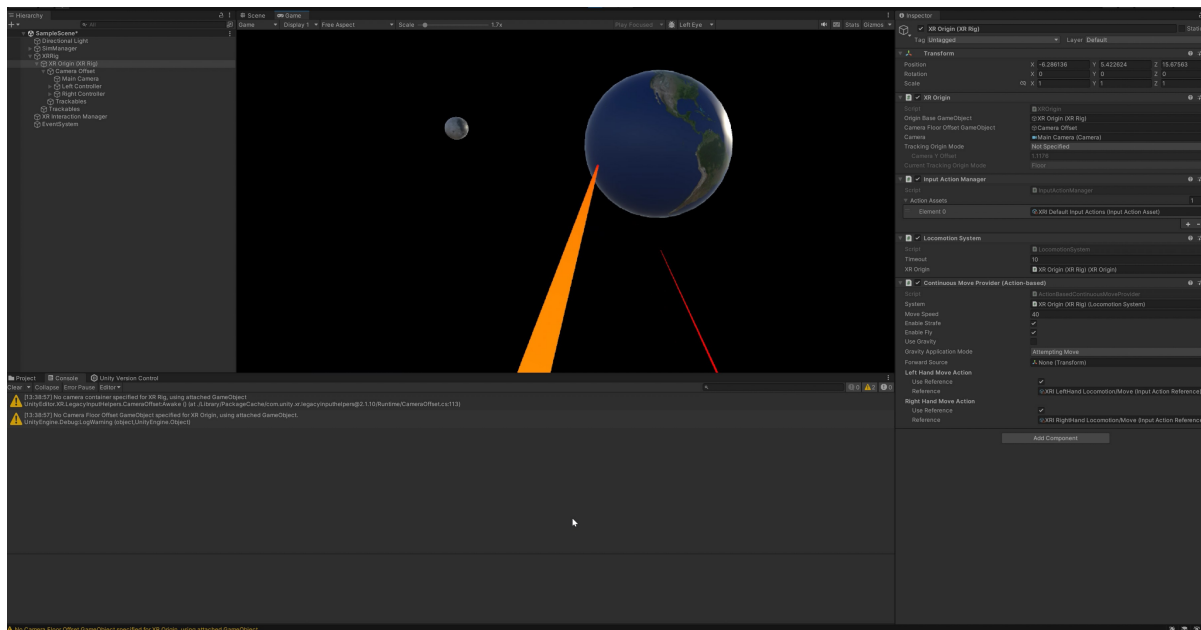 Hierarchy
All
SampleScene*
Directional Light
SimManager
XRRig
XR Origin (XR Rig)
Camera Offset
Main Camera
Left Controller
Right Controller
Trackables
Trackables
XR Interaction Manager
EventSystem
Scene Game
Game Display 1 Free Aspect Scale 1.7x Play Focused Left Eye Stats Gizmos
Inspector
XR Origin (XR Rig) Static
Tag Untagged Layer Default
Transform
Position X -6.286136 Y 5.422624 Z 15.67563
Rotation X 0 Y 0 Z 0
Scale X 1 Y 1 Z 1
XR Origin
Script XROrigin
Origin Base GameObject XR Origin (XR Rig)
Camera Floor Offset GameObject Camera Offset
Camera Main Camera (Camera)
Tracking Origin Mode Not Specified
Camera Y Offset 1.1176
Current Tracking Origin Mode Floor
Input Action Manager
Script InputActionManager
Action Assets 1
Element 0 XRI Default Input Actions (Input Action Asset)
Locomotion System
Script LocomotionSystem
Timeout 10
XR Origin XR Origin (XR Rig) (XR Origin)
Continuous Move Provider (Action-based)
Script ActionBasedContinuousMoveProvider
System XR Origin (XR Rig) (Locomotion System)
Move Speed 40
Enable Strafe
Enable Fly
Use Gravity
Gravity Application Mode Attempting Move
Forward Source None (Transform)
Left Hand Move Action
Use Reference
Reference XRI LeftHand Locomotion/Move (Input Action Reference)
Right Hand Move Action
Use Reference
Reference XRI RightHand Locomotion/Move (Input Action Reference)
Add Component
Project Console Unity Version Control
Clear Collapse Error Pause Editor 0 2 0
[13:38:57] No camera container specified for XR Rig, using attached GameObject
UnityEditor.XR.LegacyInputHelpers.CameraOffset:Awake () (at ./Library/PackageCache/com.unity.xr.legacyinputhelpers@2.1.10/Runtime/CameraOffset.cs:113)
[13:38:57] No Camera Floor Offset GameObject specified for XR Origin, using attached GameObject.
UnityEngine.Debug:LogWarning (object,UnityEngine.Object)
No Camera Floor Offset GameObject specified for XR Origin, using attached GameObject.